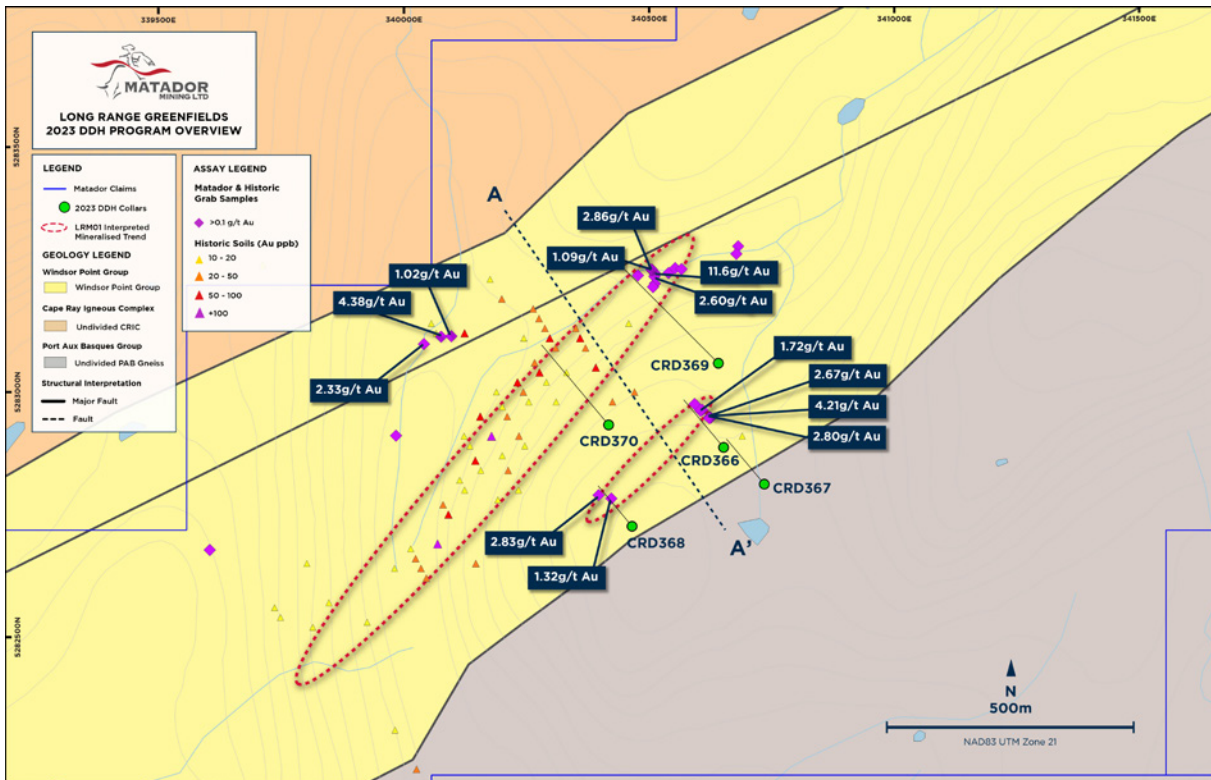 339500E
340000E
340500E
341000E
341500E
5283500N
5283000N
5282500N
MATADOR
MINING LTD
LONG RANGE GREENFIELDS
2023 DDH PROGRAM OVERVIEW
LEGEND
Matador Claims
2023 DDH Collars
LRM01 Interpreted
Mineralised Trend
GEOLOGY LEGEND
Windsor Point Group
Windsor Point Group
Cape Ray Igneous Complex
Undivided CRIC
Port Aux Basques Group
Undivided PAB Gneiss
Structural Interpretation
Major Fault
Fault
ASSAY LEGEND
Matador & Historic
Grab Samples
>0.1 g/t Au
Historic Soils (Au ppb)
10 - 20
20 - 50
50 - 100
+100
A
2.86g/t Au
1.09g/t Au
11.6g/t Au
2.60g/t Au
1.02g/t Au
4.38g/t Au
2.33g/t Au
CRD369
1.72g/t Au
2.67g/t Au
4.21g/t Au
2.80g/t Au
CRD370
CRD366
CRD367
CRD368
2.83g/t Au
1.32g/t Au
A'
N
500m
NAD83 UTM Zone 21